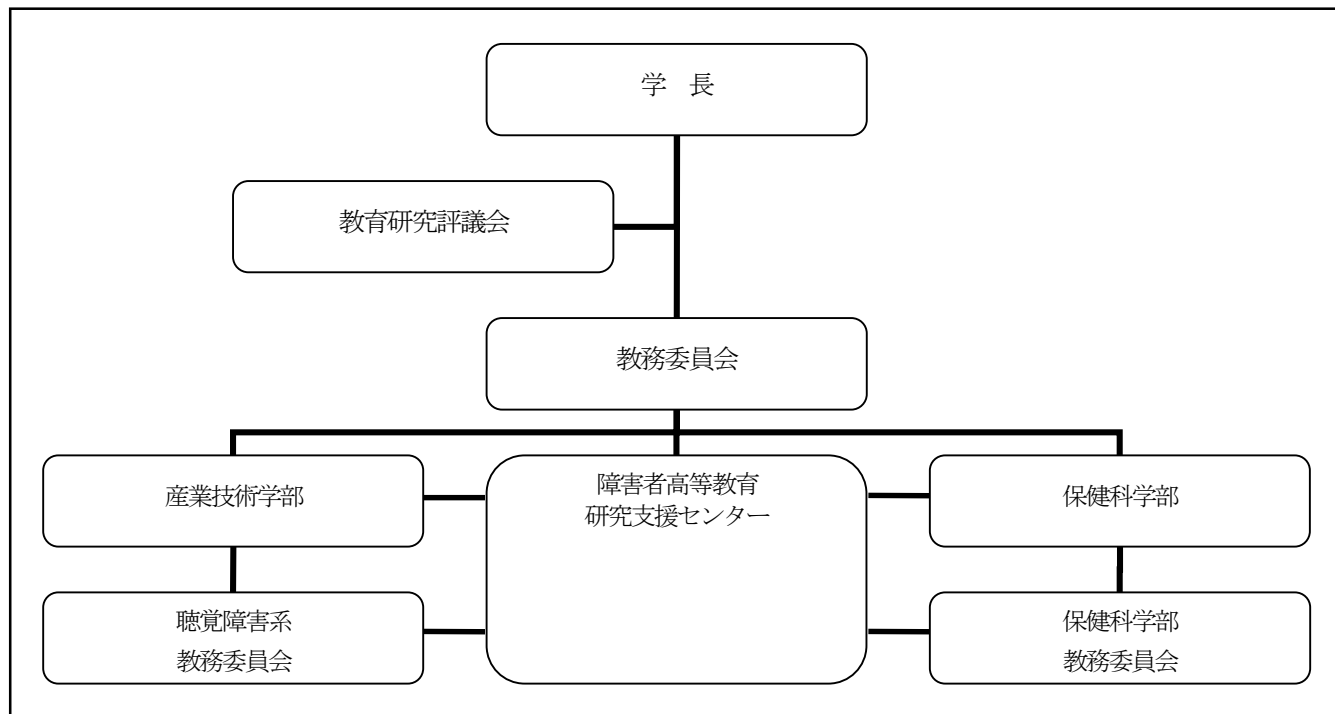 学　長
教育研究評議会
教務委員会
産業技術学部
障害者高等教育
研究支援センター
保健科学部
聴覚障害系
教務委員会
保健科学部
教務委員会